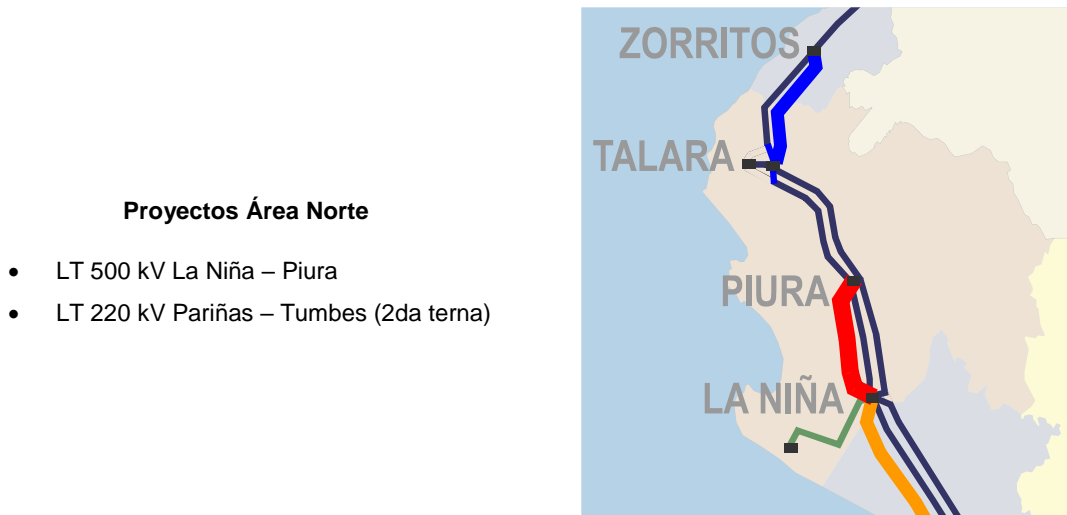 Proyectos Área Norte
• LT 500 kV La Niña – Piura
• LT 220 kV Pariñas – Tumbes (2da terna)
ZORRITOS
TALARA
PIURA
LA NIÑA